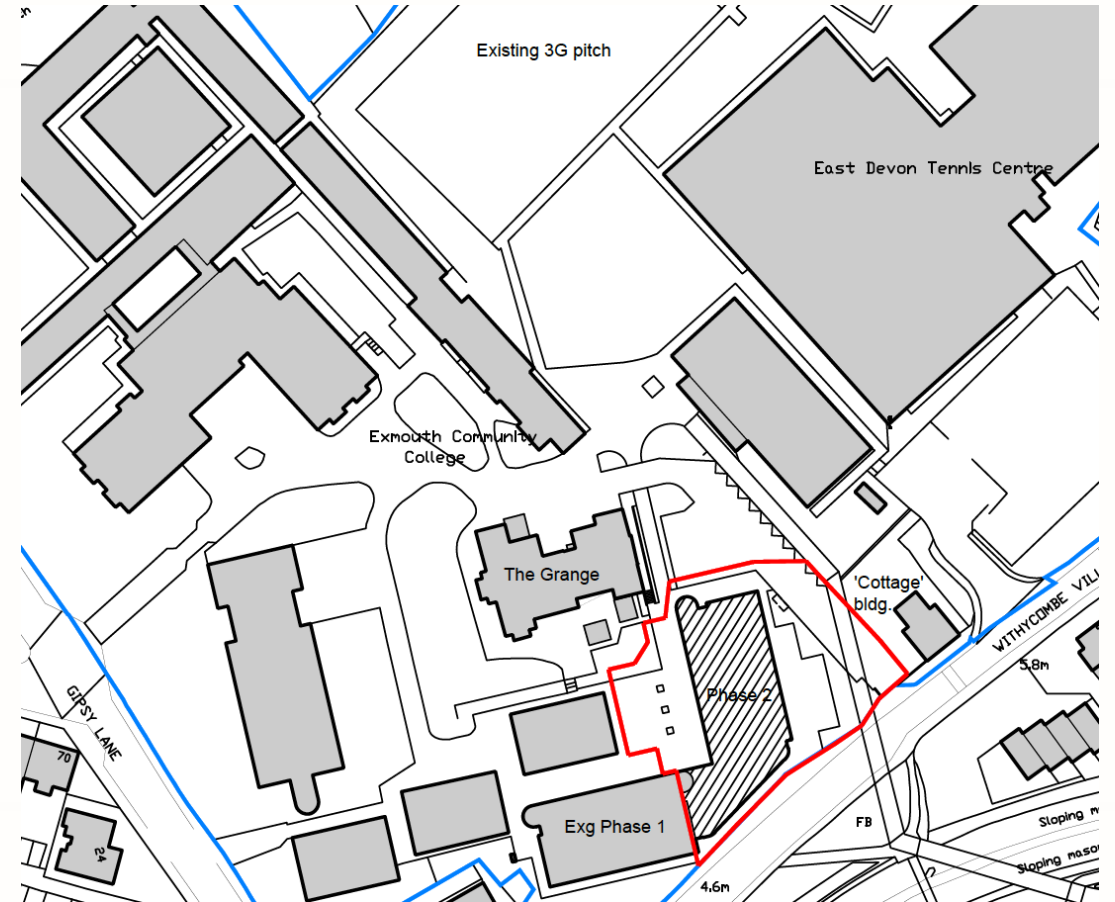 Existing 3G pitch
East Devon Tennis Centre
Exmouth Community
College
The Grange
'Cottage'
bldg.
WITHYCOMBE VILL
5.8m
Phase 2
GIPSY LANE
70
24
Exg Phase 1
FB
Sloping m
Sloping maso
4.6m